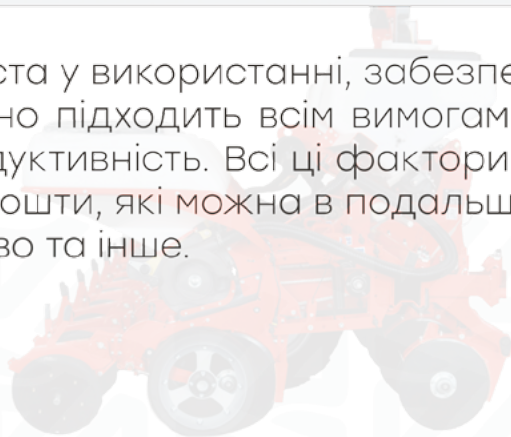 ста у використанні, забезпе
но підходить всім вимогам
дуктивність. Всі ці фактори
ошти, які можна в подальш
во та інше.